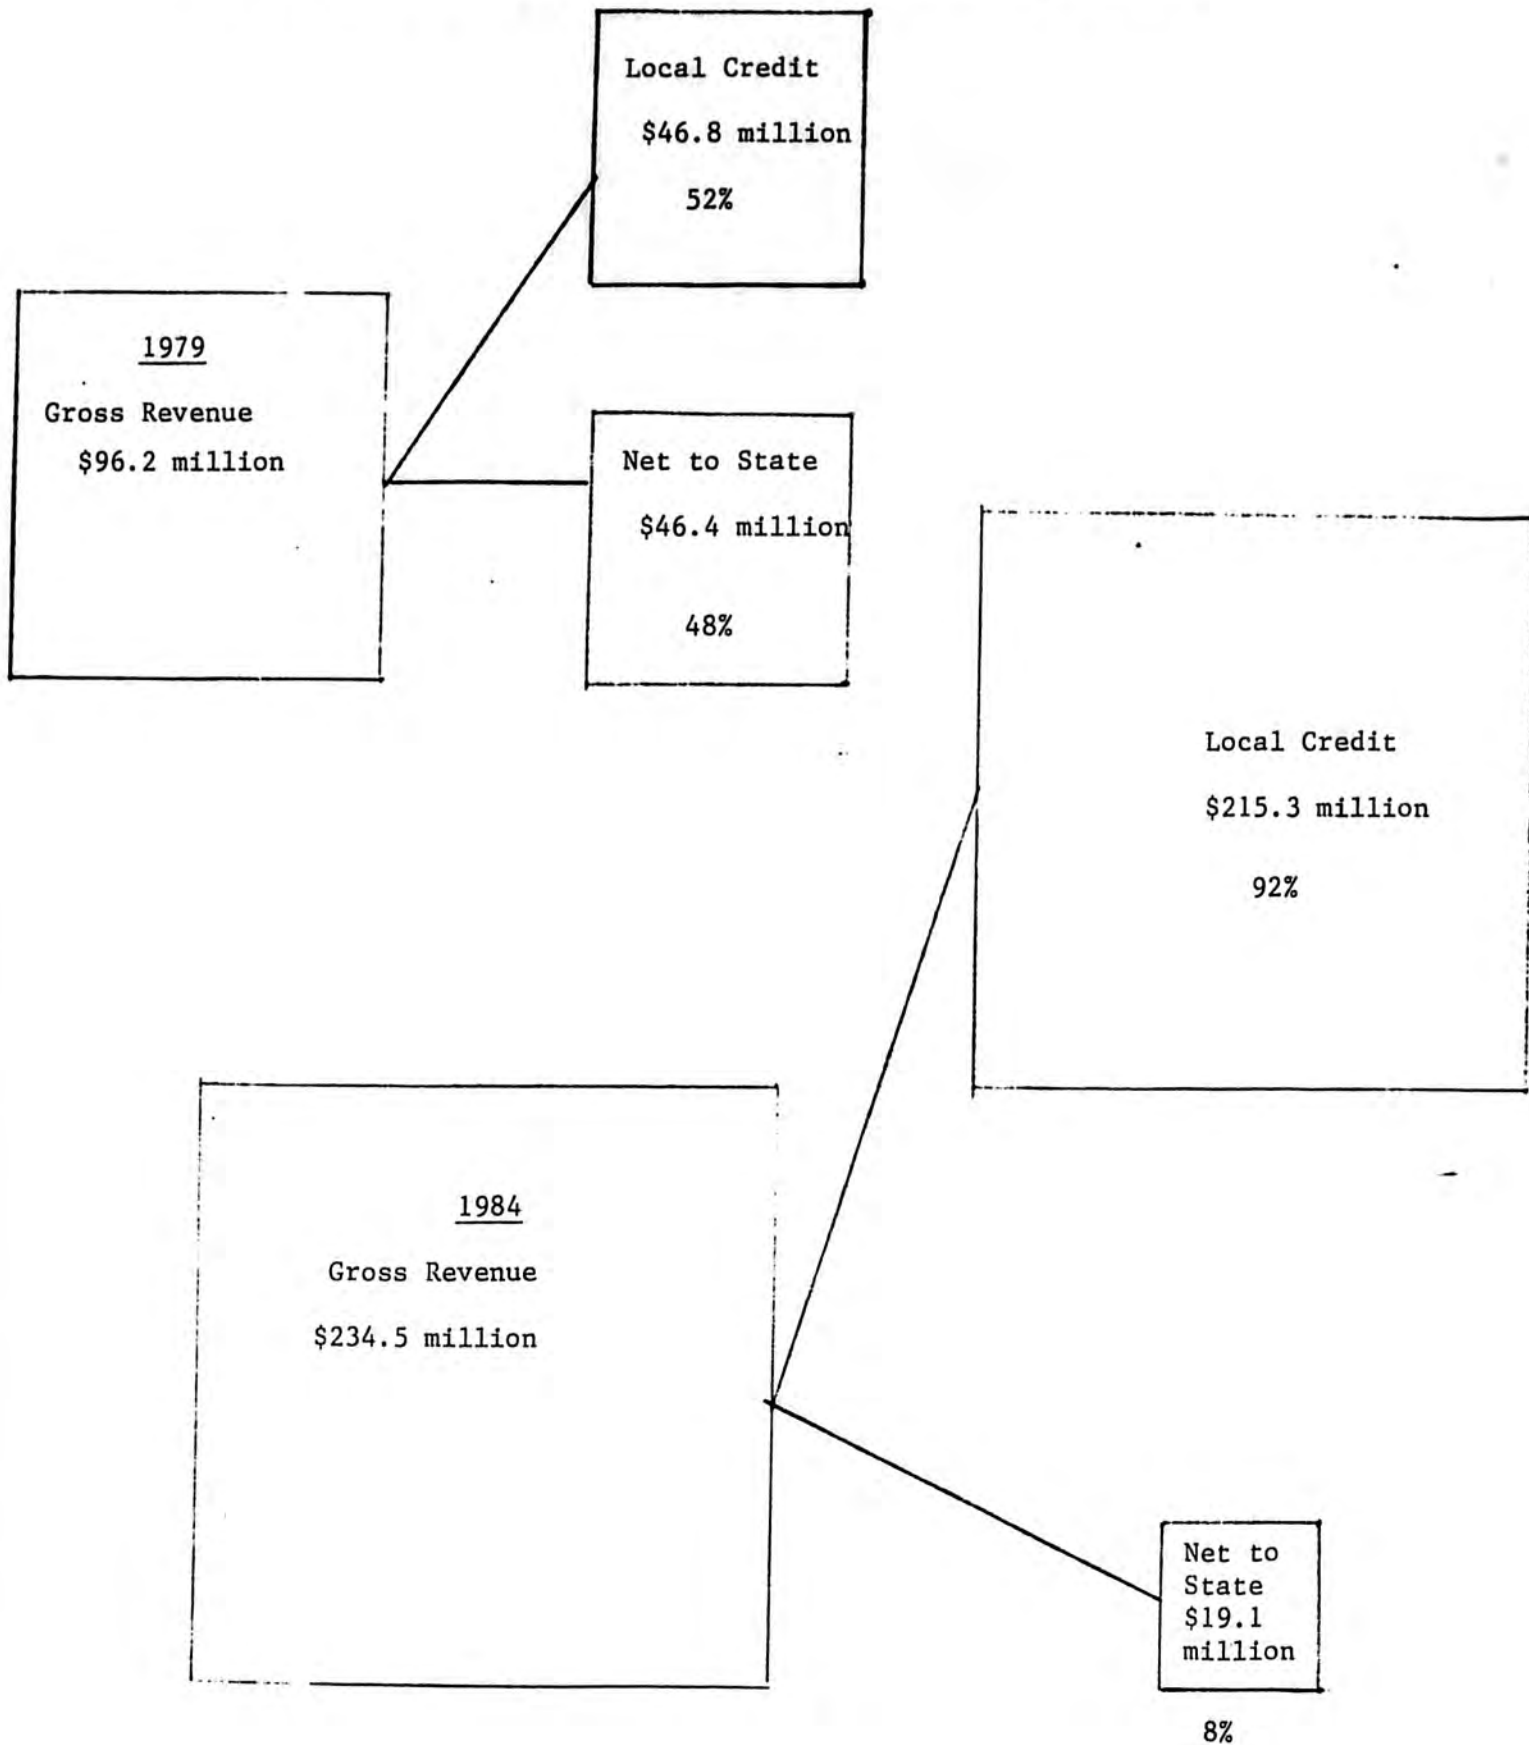 Local Credit
$46.8 million
52%
1979
Gross Revenue
$96.2 million
Net to State
$46.4 million
48%
Local Credit
$215.3 million
92%
1984
Gross Revenue
$234.5 million
Net to
State
$19.1
million
8%